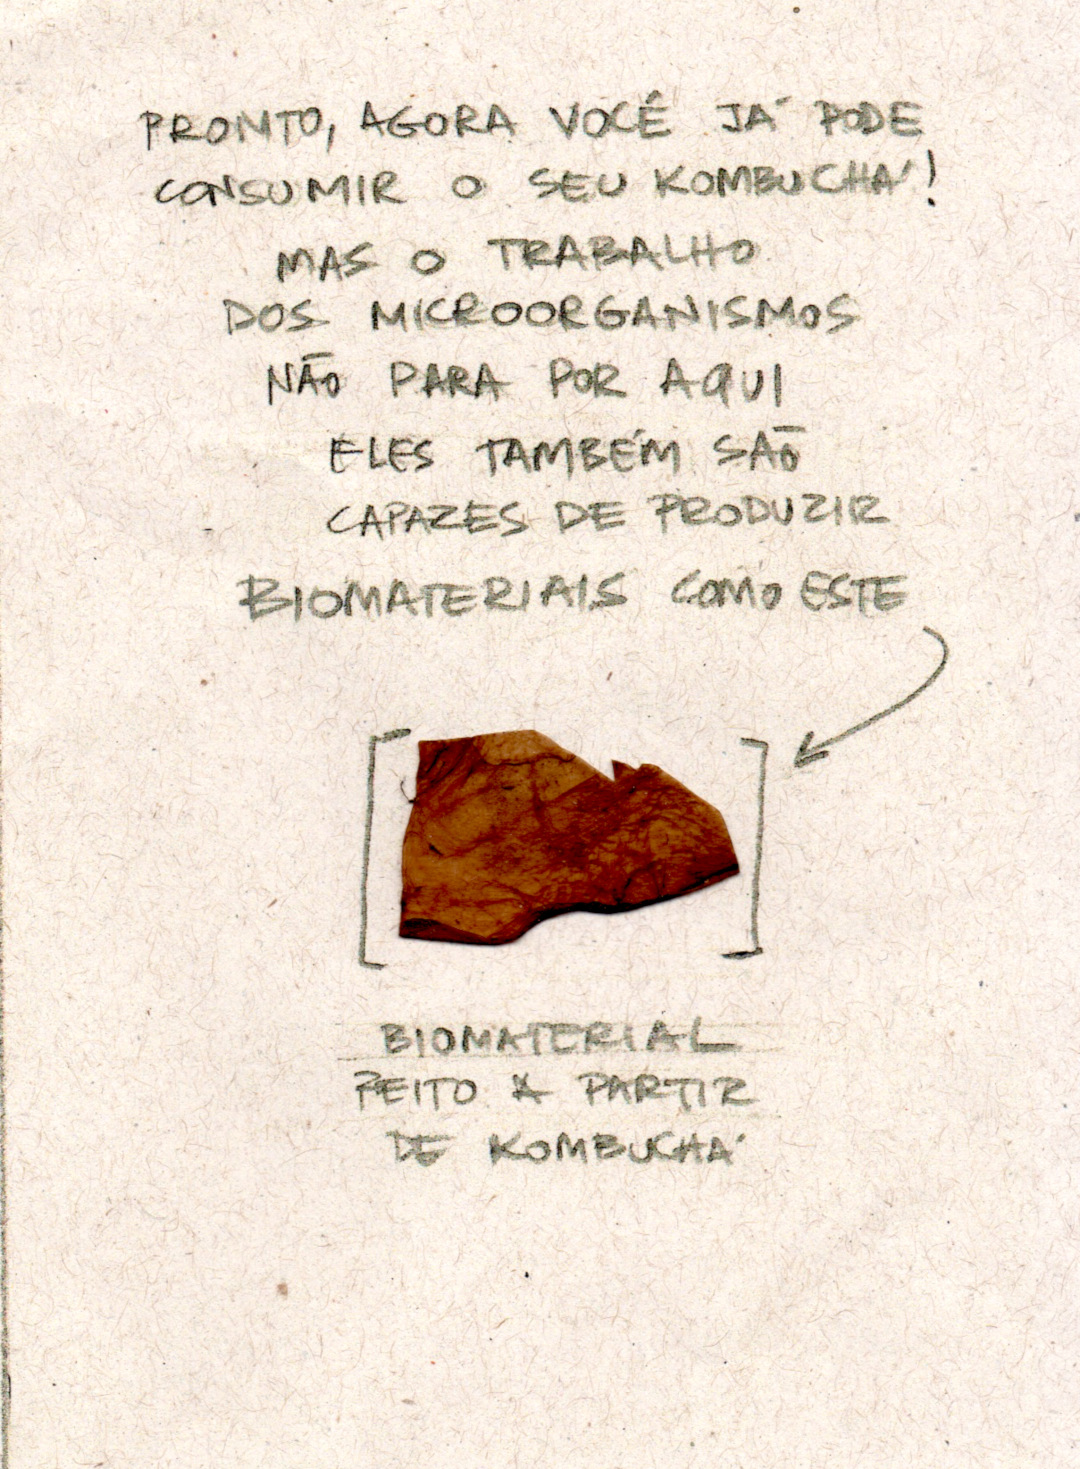 PRONTO, AGORA VOCÊ JÁ PODE
CONSUMIR O SEU KOMBUCHÁ!
MAS O TRABALHO
DOS MICROORGANISMOS
NÃO PARA POR AQUI
ELES TAMBÉM SÃO
CAPAZES DE PRODUZIR
BIOMATERIAIS COMO ESTE
BIOMATERIAL
FEITO A PARTIR
DE KOMBUCHÁ